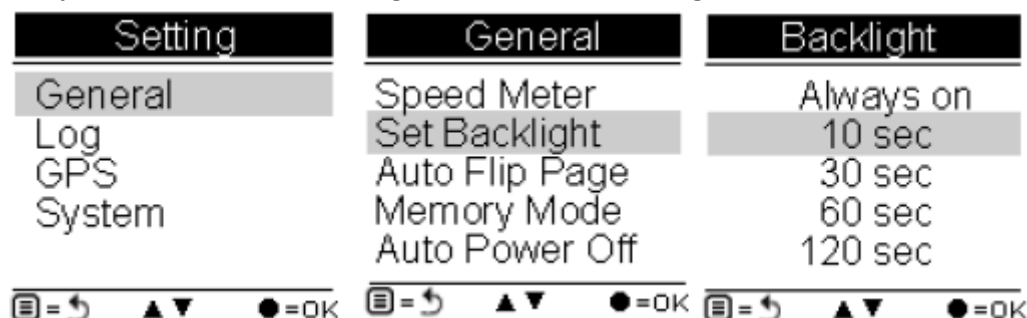 Setting
General
Log
GPS
System
=OK
General
Speed Meter
Set Backlight
Auto Flip Page
Memory Mode
Auto Power Off
=OK
Backlight
Always on
10 sec
30 sec
60 sec
120 sec
=OK